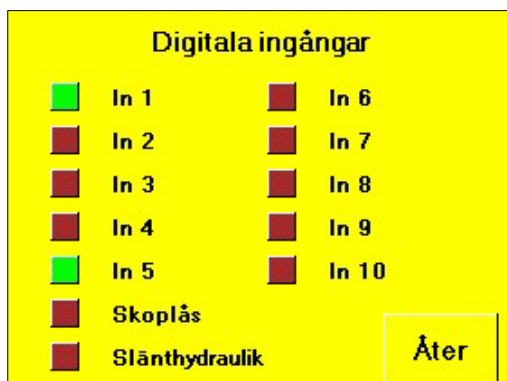 Digitala ingångar
In 1
In 2
In 3
In 4
In 5
Skoplås
Slänthydraulik
In 6
In 7
In 8
In 9
In 10
Åter